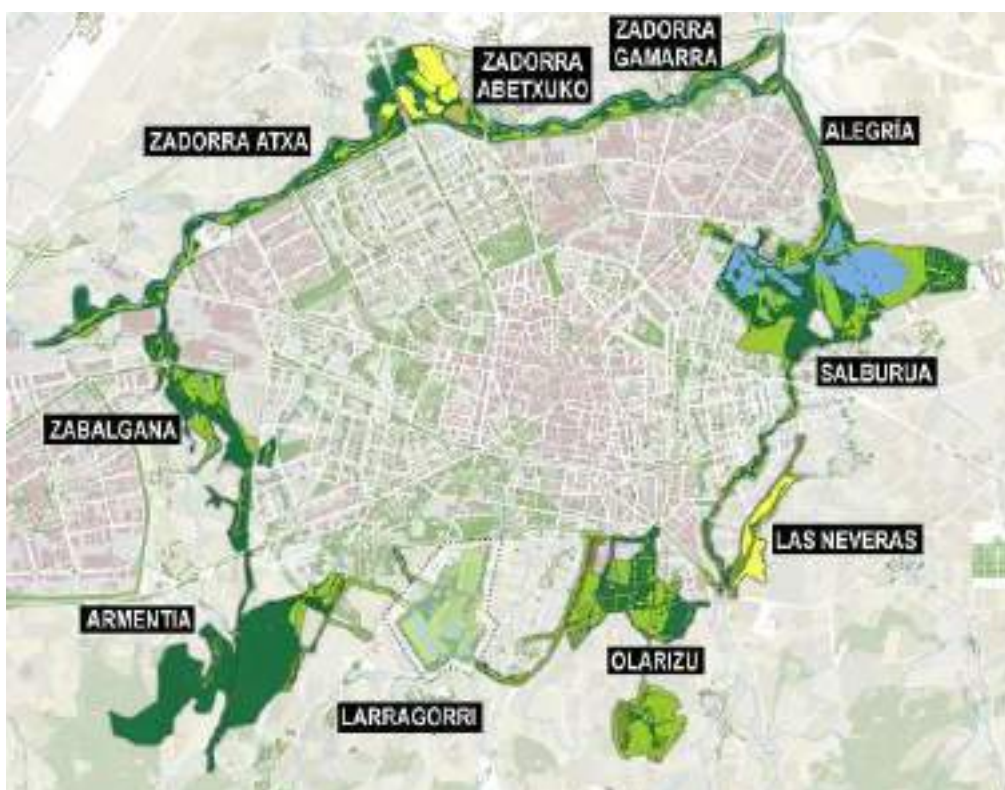 ZADORRA
GAMARRA
ZADORRA
ABETXUKO
ZADORRA ATXA
ALEGRÍA
SALBURUA
ZABALGANA
LAS NEVERAS
ARMENTIA
OLARIZU
LARRAGORRI